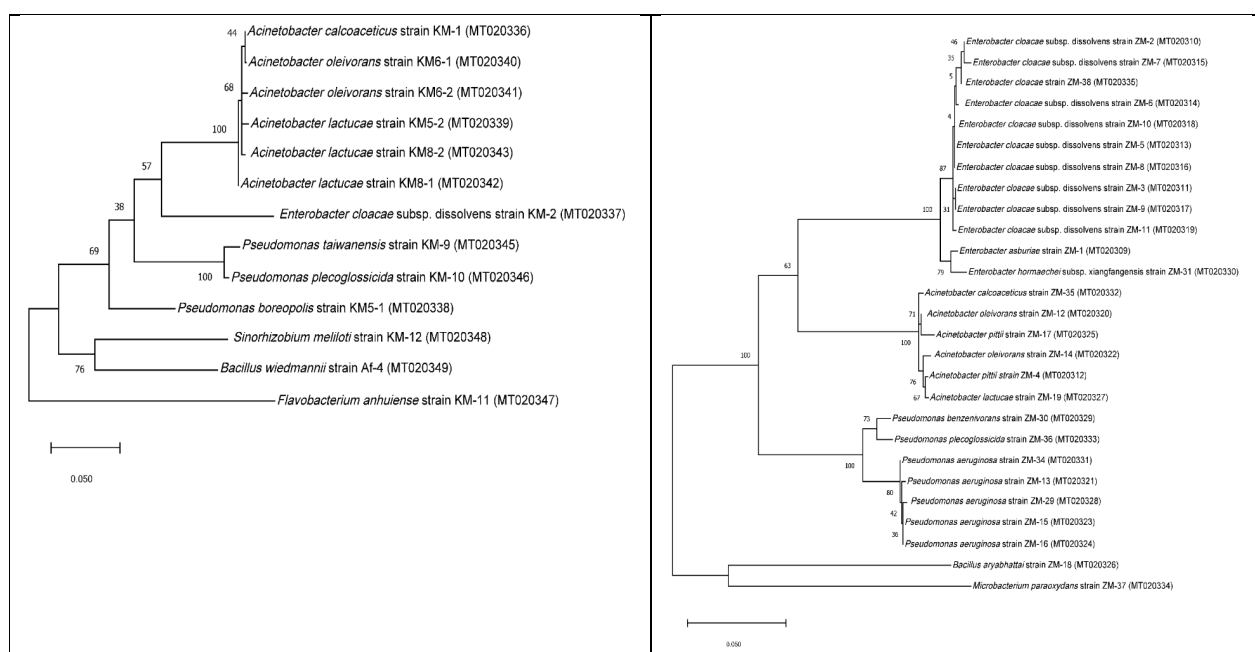 Acinetobacter calcoaceticus strain KM-1 (MT020336)
44
Acinetobacter oleivorans strain KM6-1 (MT020340)
68
Acinetobacter oleivorans strain KM6-2 (MT020341)
Acinetobacter lactucae strain KM5-2 (MT020339)
100
Acinetobacter lactucae strain KM8-2 (MT020343)
57
Acinetobacter lactucae strain KM8-1 (MT020342)
38
Enterobacter cloacae subsp. dissolvens strain KM-2 (MT020337)
Pseudomonas taiwanensis strain KM-9 (MT020345)
69
100
Pseudomonas plecoglossicida strain KM-10 (MT020346)
Pseudomonas boreopolis strain KM5-1 (MT020338)
Sinorhizobium meliloti strain KM-12 (MT020348)
76
Bacillus wiedmannii strain Af-4 (MT020349)
Flavobacterium anhuiense strain KM-11 (MT020347)
0.050
46
Enterobacter cloacae subsp. dissolvens strain ZM-2 (MT020310)
35
Enterobacter cloacae subsp. dissolvens strain ZM-7 (MT020315)
5
Enterobacter cloacae strain ZM-38 (MT020335)
Enterobacter cloacae subsp. dissolvens strain ZM-6 (MT020314)
4
Enterobacter cloacae subsp. dissolvens strain ZM-10 (MT020318)
Enterobacter cloacae subsp. dissolvens strain ZM-5 (MT020313)
87
Enterobacter cloacae subsp. dissolvens strain ZM-8 (MT020316)
Enterobacter cloacae subsp. dissolvens strain ZM-3 (MT020311)
100
31
Enterobacter cloacae subsp. dissolvens strain ZM-9 (MT020317)
Enterobacter cloacae subsp. dissolvens strain ZM-11 (MT020319)
Enterobacter asburiae strain ZM-1 (MT020309)
79
Enterobacter hormaechei subsp. xiangfangensis strain ZM-31 (MT020330)
63
Acinetobacter calcoaceticus strain ZM-35 (MT020332)
71
Acinetobacter oleivorans strain ZM-12 (MT020320)
Acinetobacter pittii strain ZM-17 (MT020325)
100
Acinetobacter oleivorans strain ZM-14 (MT020322)
100
Acinetobacter pittii strain ZM-4 (MT020312)
76
67
Acinetobacter lactucae strain ZM-19 (MT020327)
73
Pseudomonas benzenivorans strain ZM-30 (MT020329)
Pseudomonas plecoglossicida strain ZM-36 (MT020333)
100
Pseudomonas aeruginosa strain ZM-34 (MT020331)
Pseudomonas aeruginosa strain ZM-13 (MT020321)
80
Pseudomonas aeruginosa strain ZM-29 (MT020328)
42
Pseudomonas aeruginosa strain ZM-15 (MT020323)
36
Pseudomonas aeruginosa strain ZM-16 (MT020324)
Bacillus aryabhattai strain ZM-18 (MT020326)
Microbacterium paraoxydans strain ZM-37 (MT020334)
0.050